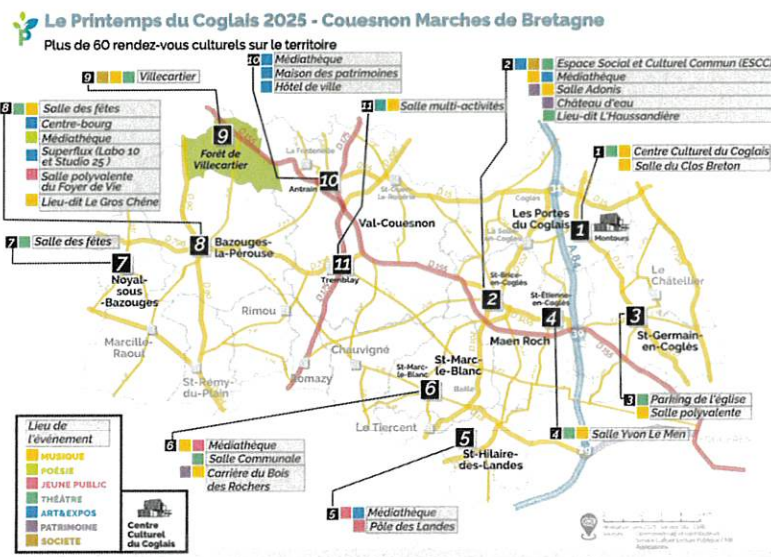 Le Printemps du Coglais 2025 - Couesnon Marches de Bretagne
Plus de 60 rendez-vous culturels sur le territoire
9 Villecartier
10 Médiathèque
Maison des patrimoines
Hôtel de ville
11 Salle multi-activités
2 Espace Social et Culturel Commun (ESCC)
Médiathèque
Salle Adonis
Château d'eau
Lieu-dit L'Haussandière
8 Salle des fêtes
Centre-bourg
Médiathèque
Superflux (Labo 10
et Studio 25)
Salle polyvalente
du Foyer de Vie
Lieu-dit Le Gros Chêne
1 Centre Culturel du Coglais
Salle du Clos Breton
7 Salle des fêtes
9
Forêt de
Villecartier
La Fontenelle
D 175
Antrain
10
Val-Couesnon
8
Bazouges-
la-Pérouse
11
Tremblay
7
Noyal-
sous
-Bazouges
Marcillé-
Raoul
Rimou
St-Rémy-
du-Plain
Romazy
Chauvigné
Coglais
Les Portes
du Coglais
1
Montours
A 84
Le
Châtellier
St-Brice-
en-Coglès
2
St-Étienne-
en-Coglès
4
Maen Roch
3
St-Germain-
en-Coglès
D 155
St-Marc-
le-Blanc
St-Marc-
le-Blanc
6
Baillé
Le Tiercent
5
St-Hilaire-
des-Landes
3 Parking de l'église
Salle polyvalente
4 Salle Yvon Le Men
6 Médiathèque
Salle Communale
Carrière du Bois
des Rochers
5 Médiathèque
Pôle des Landes
Lieu de
l'événement
MUSIQUE
POÉSIE
JEUNE PUBLIC
THÉÂTRE
ART&EXPOS
PATRIMOINE
SOCIETE
Centre
Culturel
du Coglais